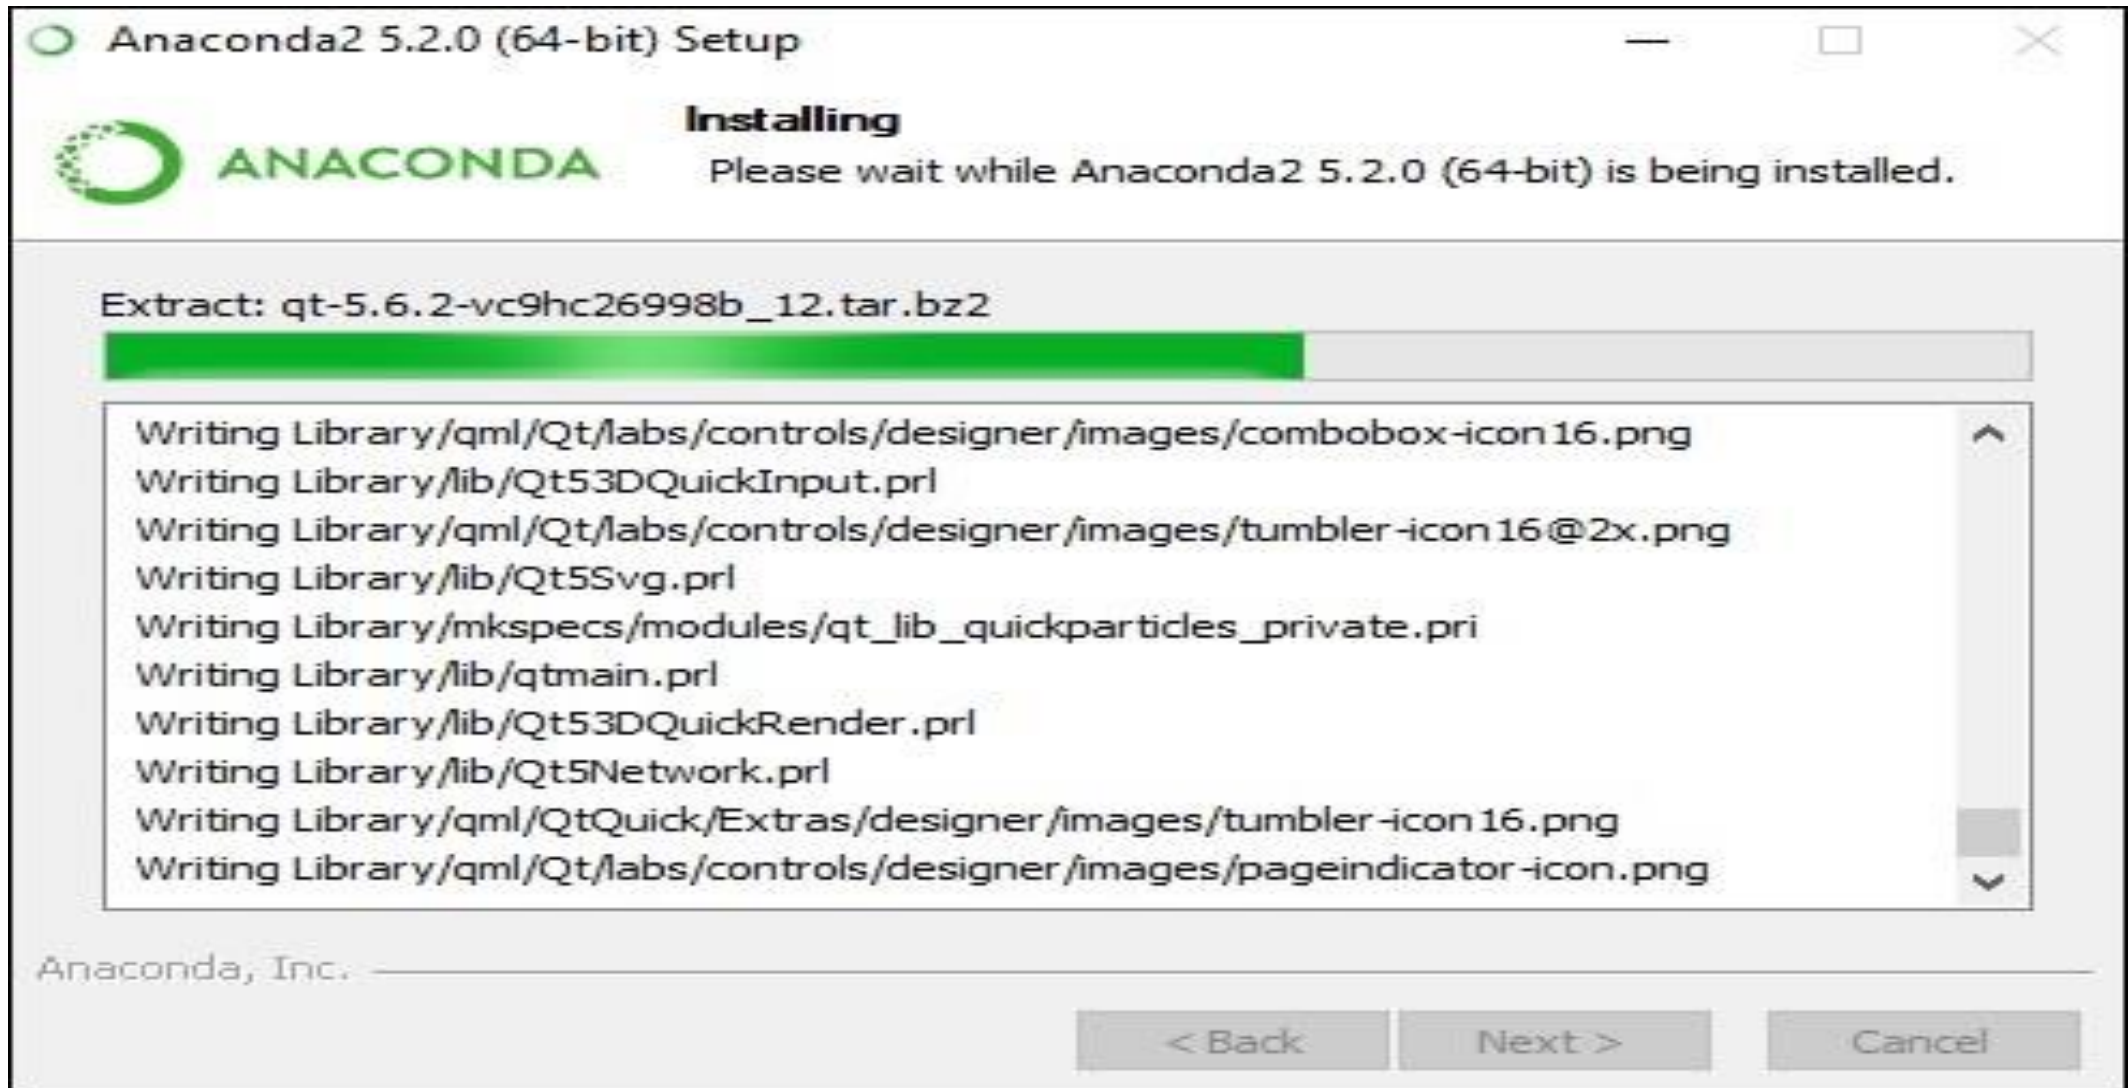 Anaconda2 5.2.0 (64-bit) Setup
ANACONDA
Installing
Please wait while Anaconda2 5.2.0 (64-bit) is being installed.
Extract: qt-5.6.2-vc9hc26998b_12.tar.bz2
Writing Library/qml/Qt/labs/controls/designer/images/combobox-icon16.png
Writing Library/lib/Qt53DQuickInput.prl
Writing Library/qml/Qt/labs/controls/designer/images/tumbler-icon16@2x.png
Writing Library/lib/Qt5Svg.prl
Writing Library/mkspecs/modules/qt_lib_quickparticles_private.pri
Writing Library/lib/qtmain.prl
Writing Library/lib/Qt53DQuickRender.prl
Writing Library/lib/Qt5Network.prl
Writing Library/qml/QtQuick/Extras/designer/images/tumbler-icon16.png
Writing Library/qml/Qt/labs/controls/designer/images/pageindicator-icon.png
Anaconda, Inc.
< Back Next > Cancel